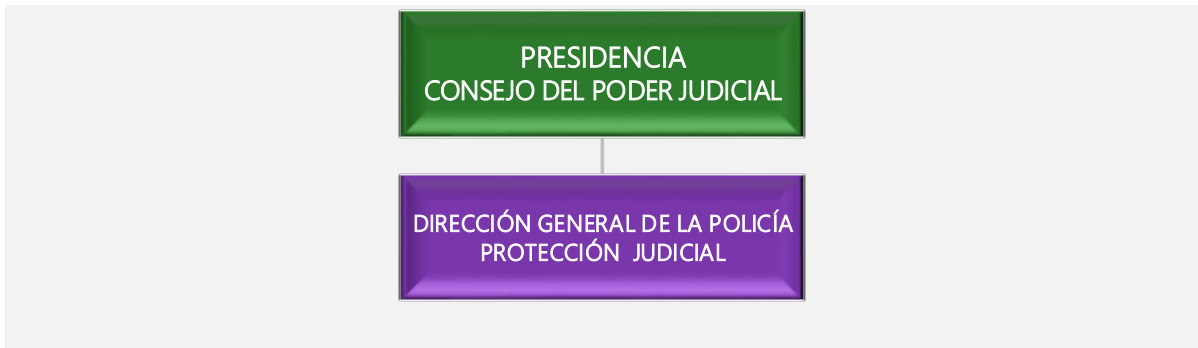 PRESIDENCIA
CONSEJO DEL PODER JUDICIAL
DIRECCIÓN GENERAL DE LA POLICÍA
PROTECCIÓN JUDICIAL